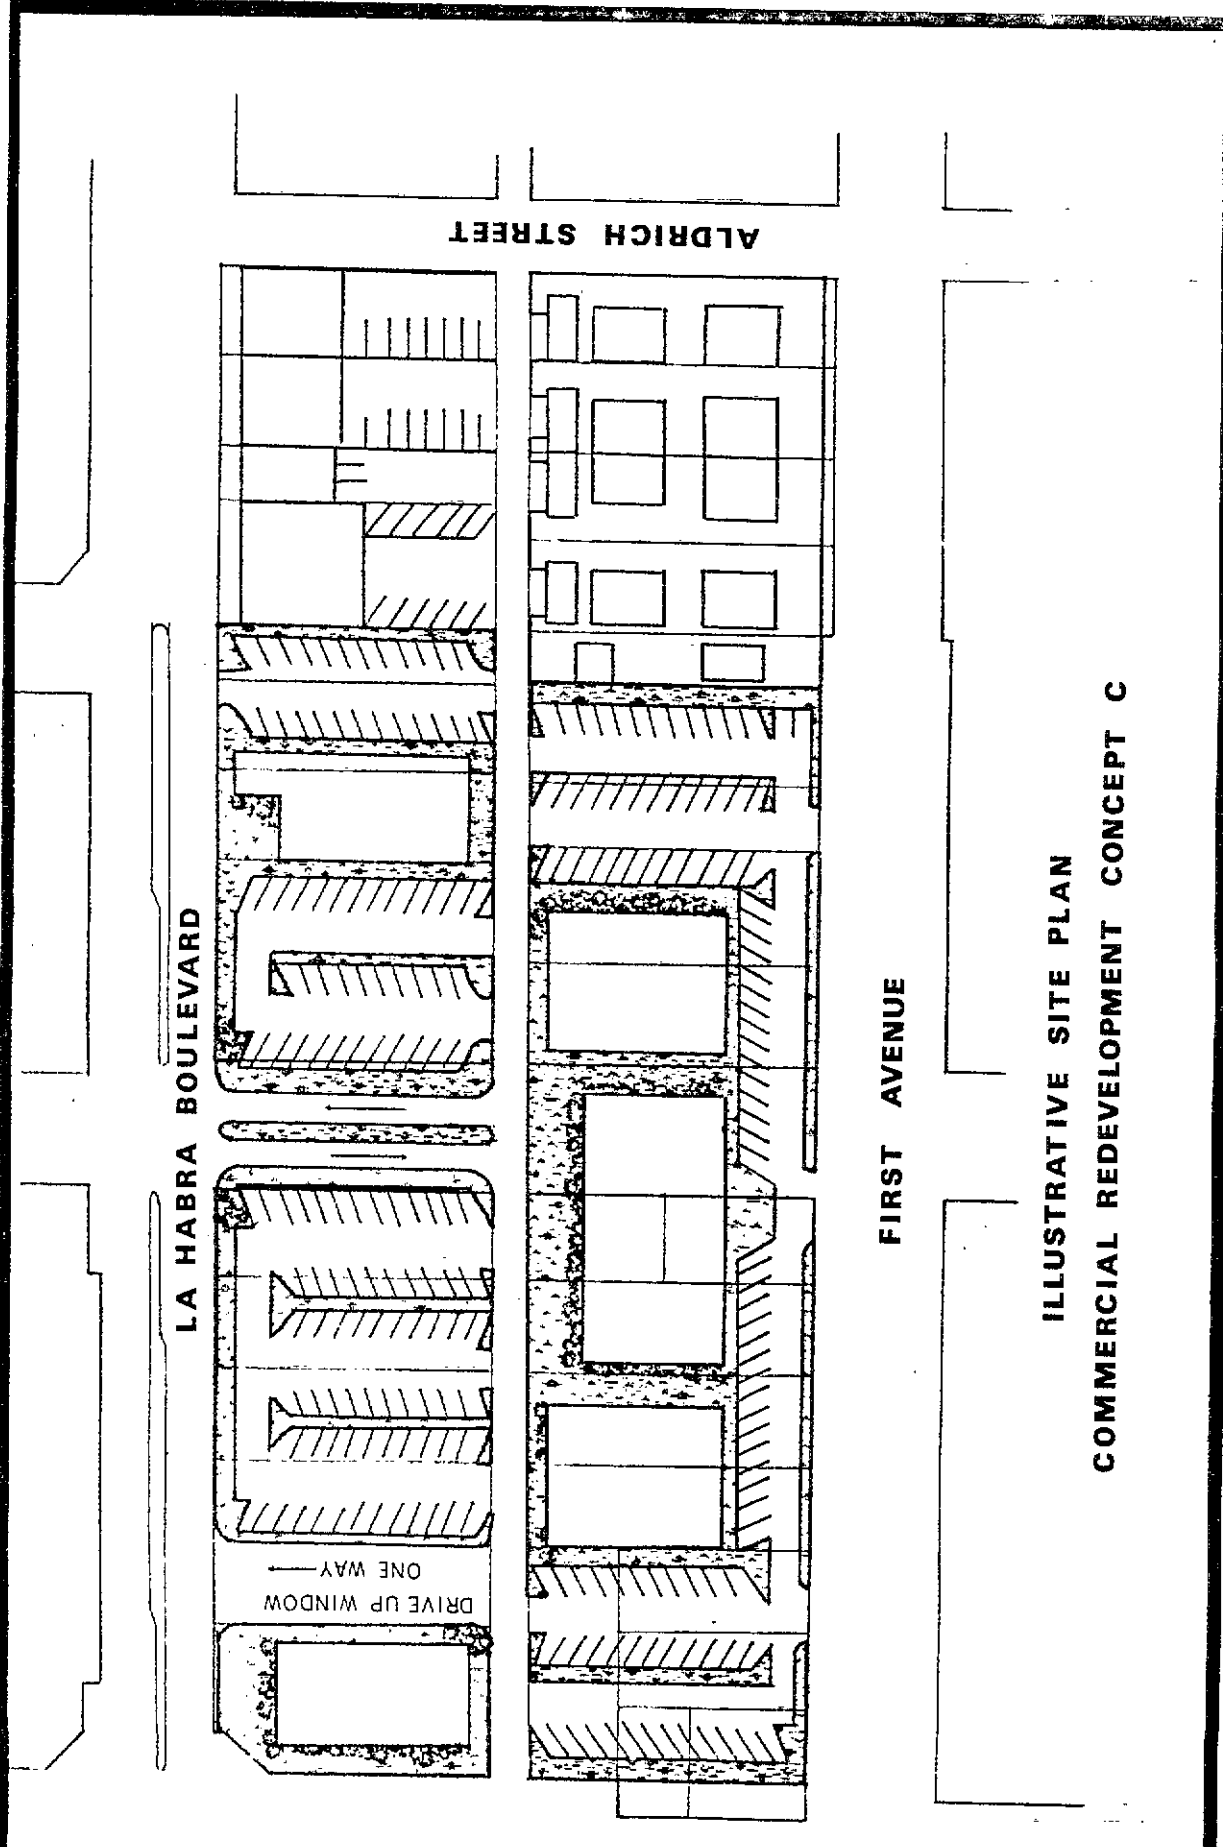 ALDRICH STREET
LA HABRA BOULEVARD
ONE WAY
DRIVE UP WINDOW
FIRST AVENUE
ILLUSTRATIVE SITE PLAN
COMMERCIAL REDEVELOPMENT CONCEPT C